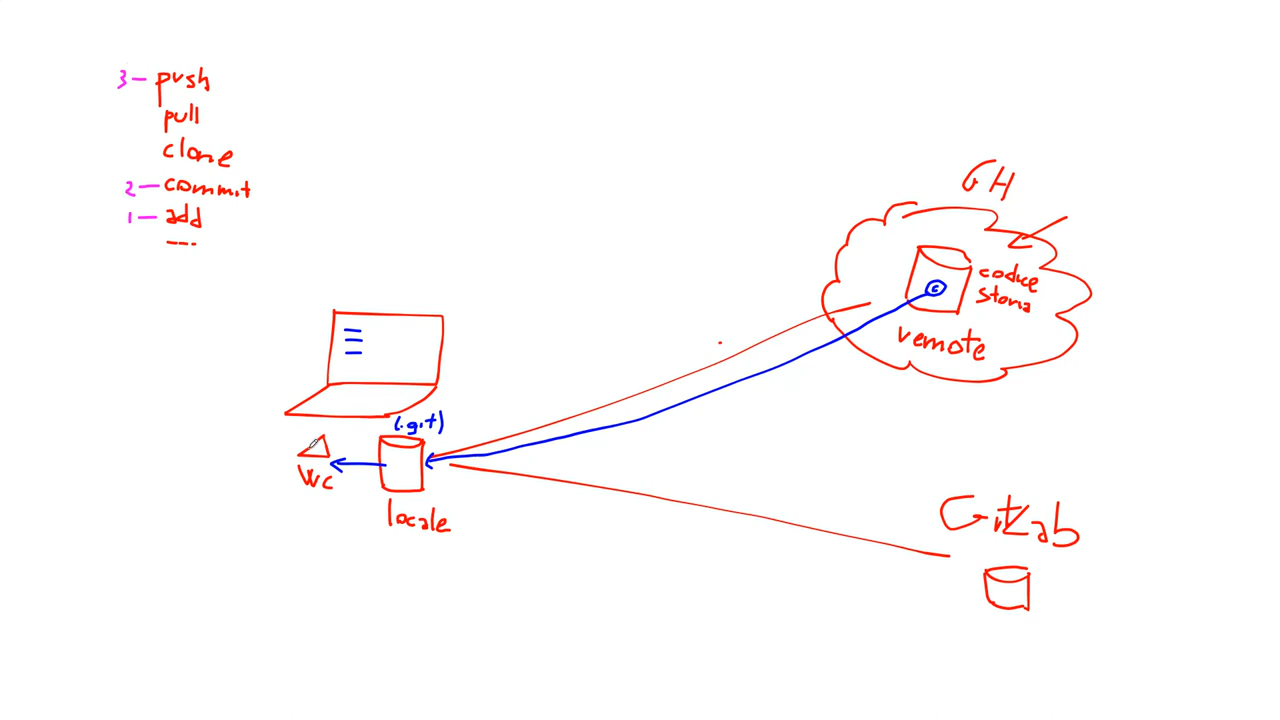 3 — push
pull
clone
2 — commit
1 — add
---
GH
codice
storia
c
remote
(.git)
WC
locale
GitLab